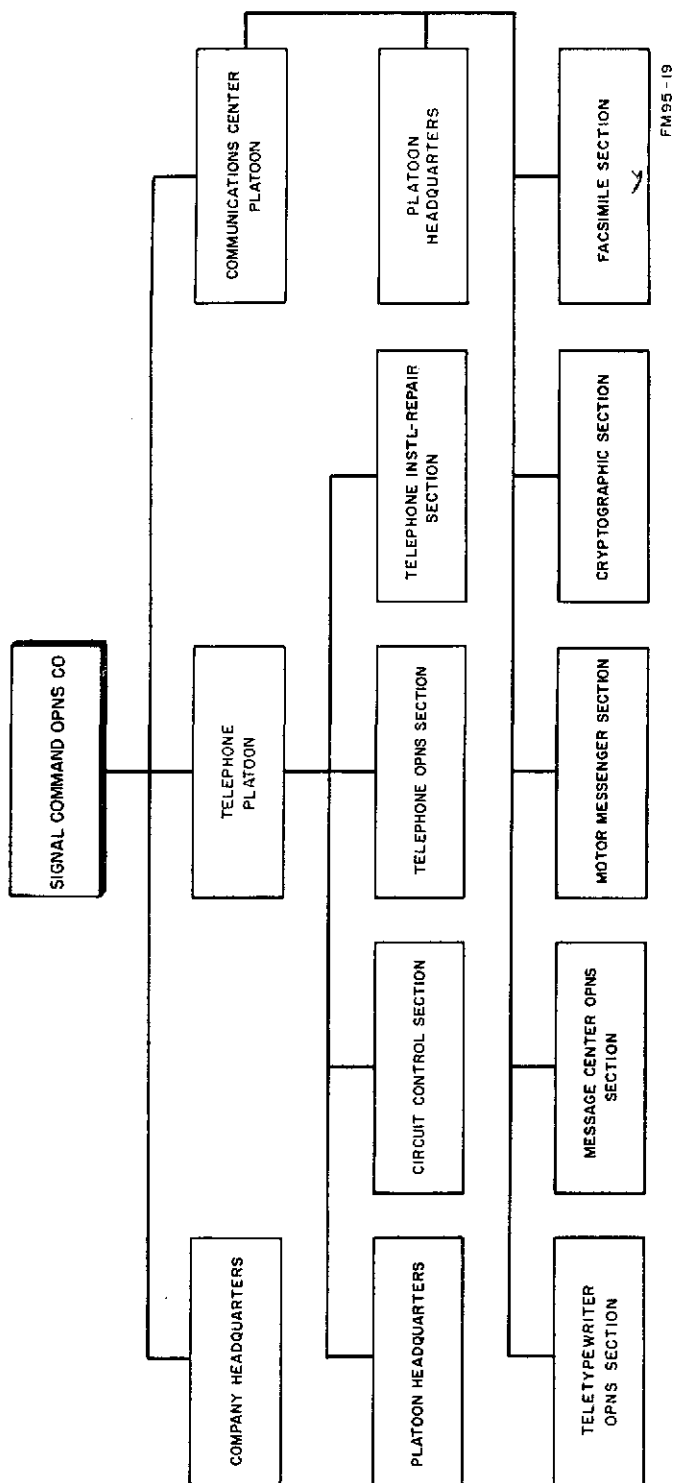 SIGNAL COMMAND OPNS CO
COMPANY HEADQUARTERS
TELEPHONE
PLATOON
COMMUNICATIONS CENTER
PLATOON
PLATOON HEADQUARTERS
CIRCUIT CONTROL SECTION
TELEPHONE OPNS SECTION
TELEPHONE INSTL-REPAIR
SECTION
PLATOON
HEADQUARTERS
TELETYPEWRITER
OPNS SECTION
MESSAGE CENTER OPNS
SECTION
MOTOR MESSENGER SECTION
CRYPTOGRAPHIC SECTION
FACSIMILE SECTION
FM95-19